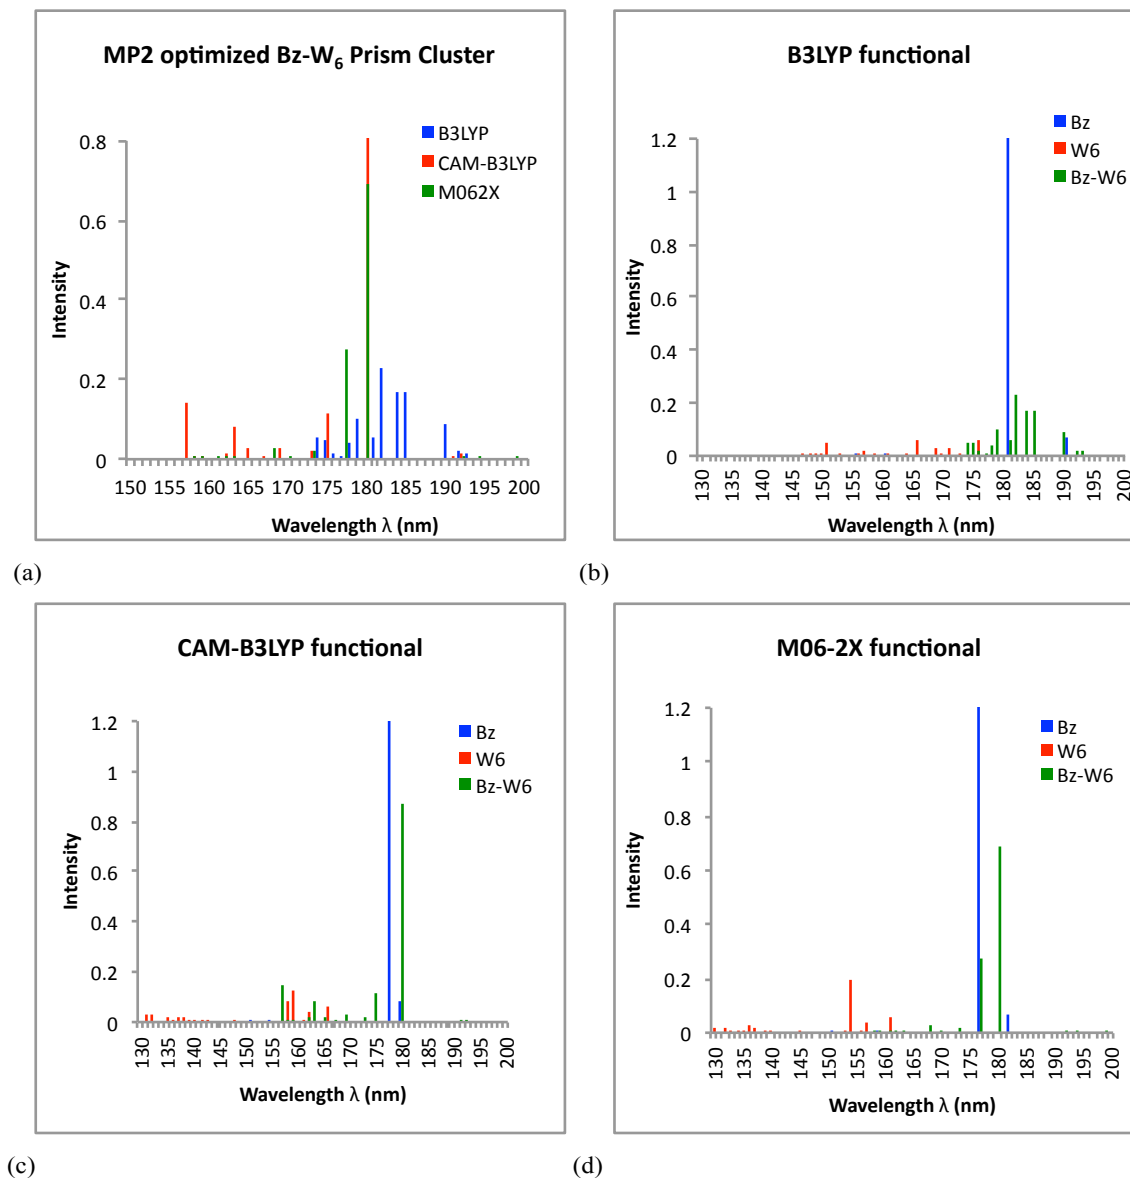 MP2 optimized Bz-W6 Prism Cluster
B3LYP
CAM-B3LYP
M062X
0.8
0.6
0.4
0.2
0
Intensity
150 155 160 165 170 175 180 185 190 195 200
Wavelength λ (nm)
(a)
B3LYP functional
Bz
W6
Bz-W6
1.2
1
0.8
0.6
0.4
0.2
0
Intensity
130 135 140 145 150 155 160 165 170 175 180 185 190 195 200
Wavelength λ (nm)
(b)
CAM-B3LYP functional
Bz
W6
Bz-W6
1.2
1
0.8
0.6
0.4
0.2
0
Intensity
130 135 140 145 150 155 160 165 170 175 180 185 190 195 200
Wavelength λ (nm)
(c)
M06-2X functional
Bz
W6
Bz-W6
1.2
1
0.8
0.6
0.4
0.2
0
Intensity
130 135 140 145 150 155 160 165 170 175 180 185 190 195 200
Wavelength λ (nm)
(d)